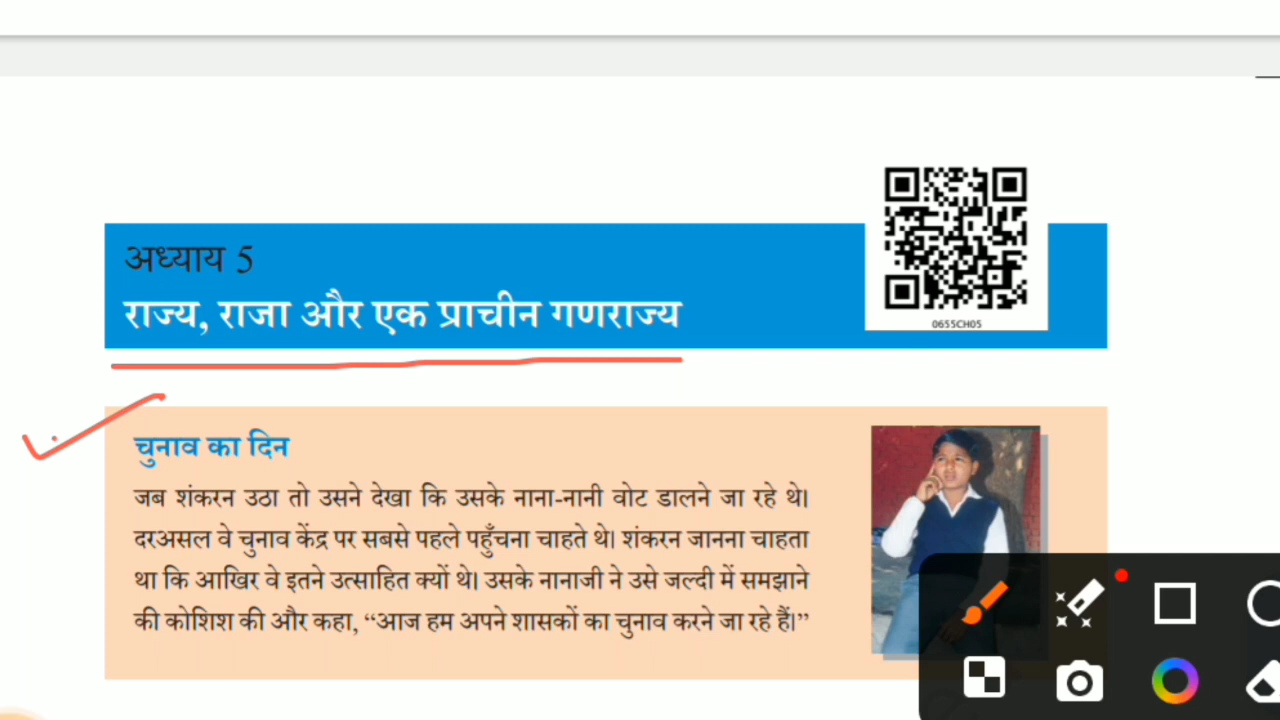 अध्याय 5
राज्य, राजा और एक प्राचीन गणराज्य
0655CH05
चुनाव का दिन
जब शंकरन उठा तो उसने देखा कि उसके नाना-नानी वोट डालने जा रहे थे।
दरअसल वे चुनाव केंद्र पर सबसे पहले पहुँचना चाहते थे। शंकरन जानना चाहता
था कि आखिर वे इतने उत्साहित क्यों थे। उसके नानाजी ने उसे जल्दी में समझाने
की कोशिश की और कहा, “आज हम अपने शासकों का चुनाव करने जा रहे हैं।”